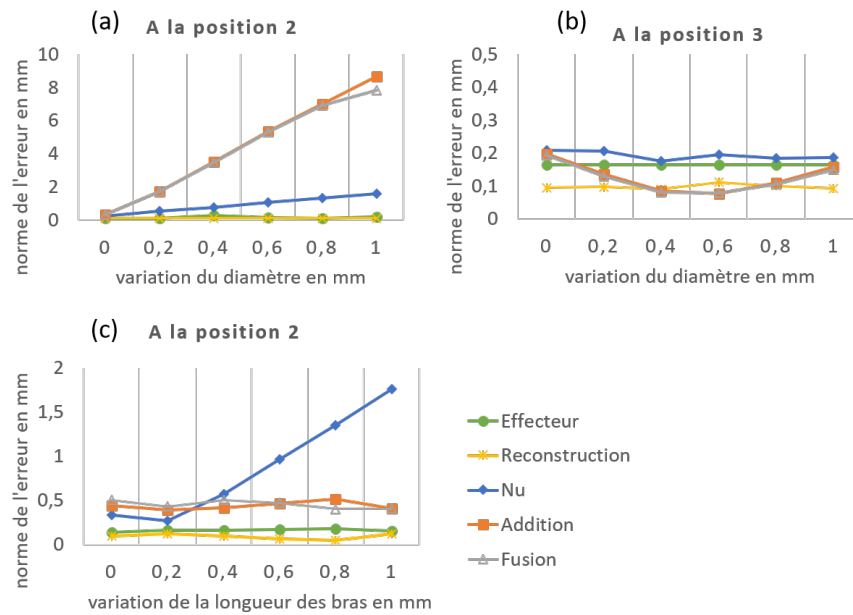 (a)
A la position 2
norme de l'erreur en mm
10
8
6
4
2
0
0 0,2 0,4 0,6 0,8 1
variation du diamètre en mm
(b)
A la position 3
norme de l'erreur en mm
0,5
0,4
0,3
0,2
0,1
0
0 0,2 0,4 0,6 0,8 1
variation du diamètre en mm
(c)
A la position 2
norme de l'erreur en mm
2
1,5
1
0,5
0
0 0,2 0,4 0,6 0,8 1
variation de la longueur des bras en mm
Effecteur
Reconstruction
Nu
Addition
Fusion